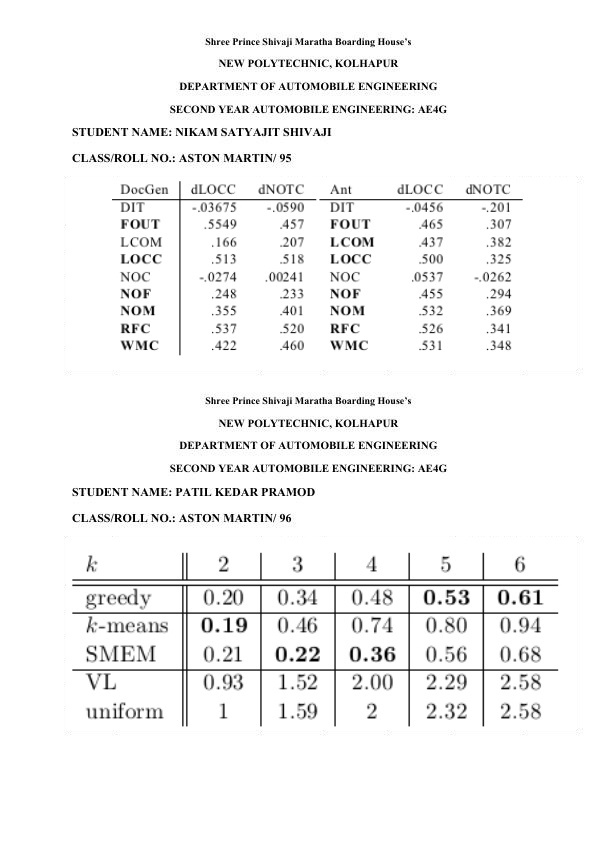 Shree Prince Shivaji Maratha Boarding House's
NEW POLYTECHNIC, KOLHAPUR
DEPARTMENT OF AUTOMOBILE ENGINEERING
SECOND YEAR AUTOMOBILE ENGINEERING: AE4G
STUDENT NAME: NIKAM SATYAJIT SHIVAJI
CLASS/ROLL NO.: ASTON MARTIN/ 95
DocGen dLOCC dNOTC Ant dLOCC dNOTC
DIT -.03675 -.0590 DIT -.0456 -.201
FOUT .5549 .457 FOUT .465 .307
LCOM .166 .207 LCOM .437 .382
LOCC .513 .518 LOCC .500 .325
NOC -.0274 .00241 NOC .0537 -.0262
NOF .248 .233 NOF .455 .294
NOM .355 .401 NOM .532 .369
RFC .537 .520 RFC .526 .341
WMC .422 .460 WMC .531 .348
Shree Prince Shivaji Maratha Boarding House's
NEW POLYTECHNIC, KOLHAPUR
DEPARTMENT OF AUTOMOBILE ENGINEERING
SECOND YEAR AUTOMOBILE ENGINEERING: AE4G
STUDENT NAME: PATIL KEDAR PRAMOD
CLASS/ROLL NO.: ASTON MARTIN/ 96
k 2 3 4 5 6
greedy 0.20 0.34 0.48 0.53 0.61
k-means 0.19 0.46 0.74 0.80 0.94
SMEM 0.21 0.22 0.36 0.56 0.68
VL 0.93 1.52 2.00 2.29 2.58
uniform 1 1.59 2 2.32 2.58